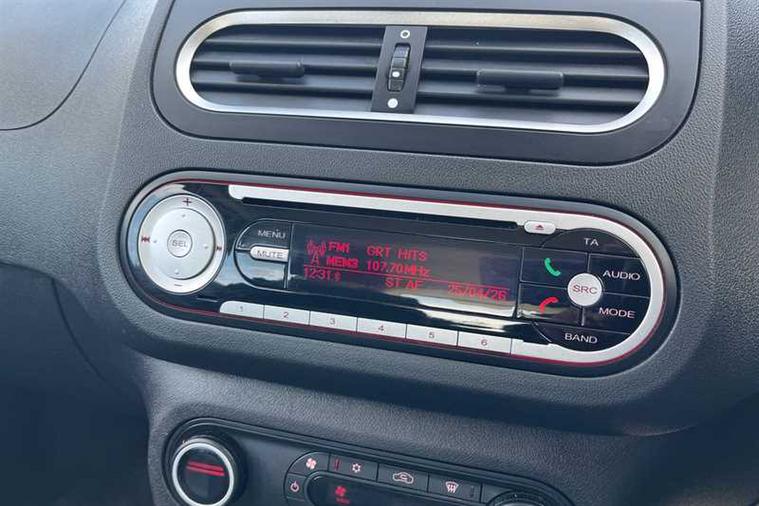 MENU
MUTE
SEL
FM1 GRT HITS
A MEM3 107.70MHz
12:31 ST AF 25/04/26
TA
AUDIO
SRC
MODE
BAND
1 2 3 4 5 6